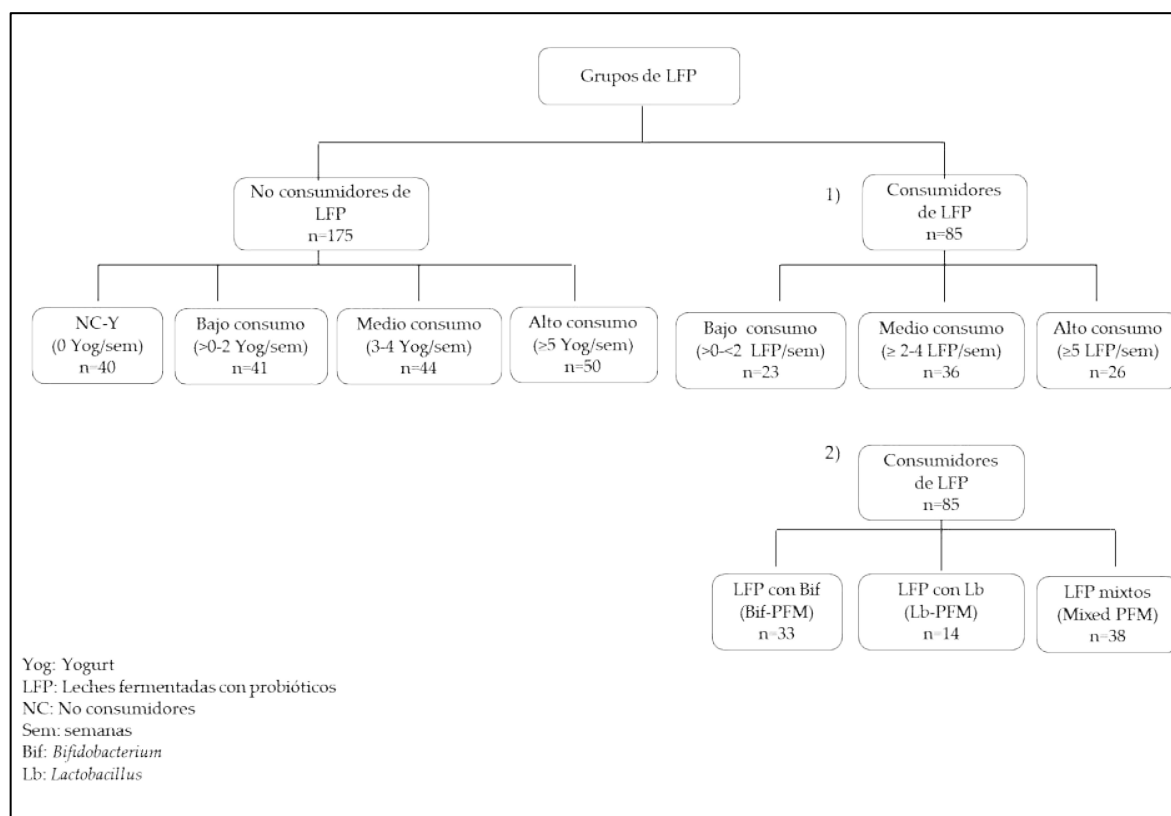 Grupos de LFP
No consumidores de
LFP
n=175
1)
Consumidores
de LFP
n=85
NC-Y
(0 Yog/sem)
n=40
Bajo consumo
(>0-2 Yog/sem)
n=41
Medio consumo
(3-4 Yog/sem)
n=44
Alto consumo
(≥5 Yog/sem)
n=50
Bajo consumo
(>0-<2 LFP/sem)
n=23
Medio consumo
(≥ 2-4 LFP/sem)
n=36
Alto consumo
(≥5 LFP/sem)
n=26
2)
Consumidores
de LFP
n=85
LFP con Bif
(Bif-PFM)
n=33
LFP con Lb
(Lb-PFM)
n=14
LFP mixtos
(Mixed PFM)
n=38
Yog: Yogurt
LFP: Leches fermentadas con probióticos
NC: No consumidores
Sem: semanas
Bif: Bifidobacterium
Lb: Lactobacillus